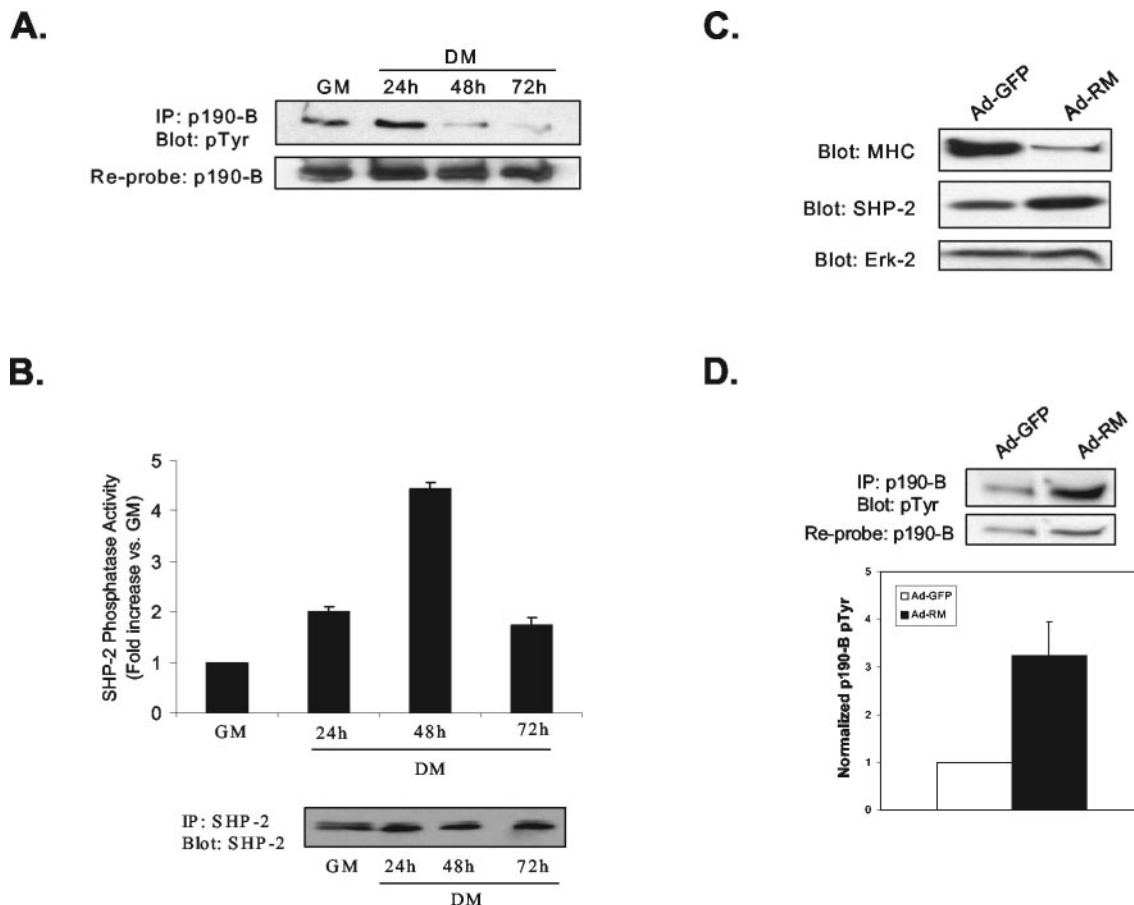 A.
DM
GM 24h 48h 72h
IP: p190-B
Blot: pTyr
Re-probe: p190-B
B.
SHP-2 Phosphatase Activity
(Fold increase vs. GM)
5
4
3
2
1
0
GM 24h 48h 72h
DM
IP: SHP-2
Blot: SHP-2
GM 24h 48h 72h
DM
C.
Ad-GFP Ad-RM
Blot: MHC
Blot: SHP-2
Blot: Erk-2
D.
Ad-GFP Ad-RM
IP: p190-B
Blot: pTyr
Re-probe: p190-B
Normalized p190-B pTyr
5
4
3
2
1
0
Ad-GFP
Ad-RM